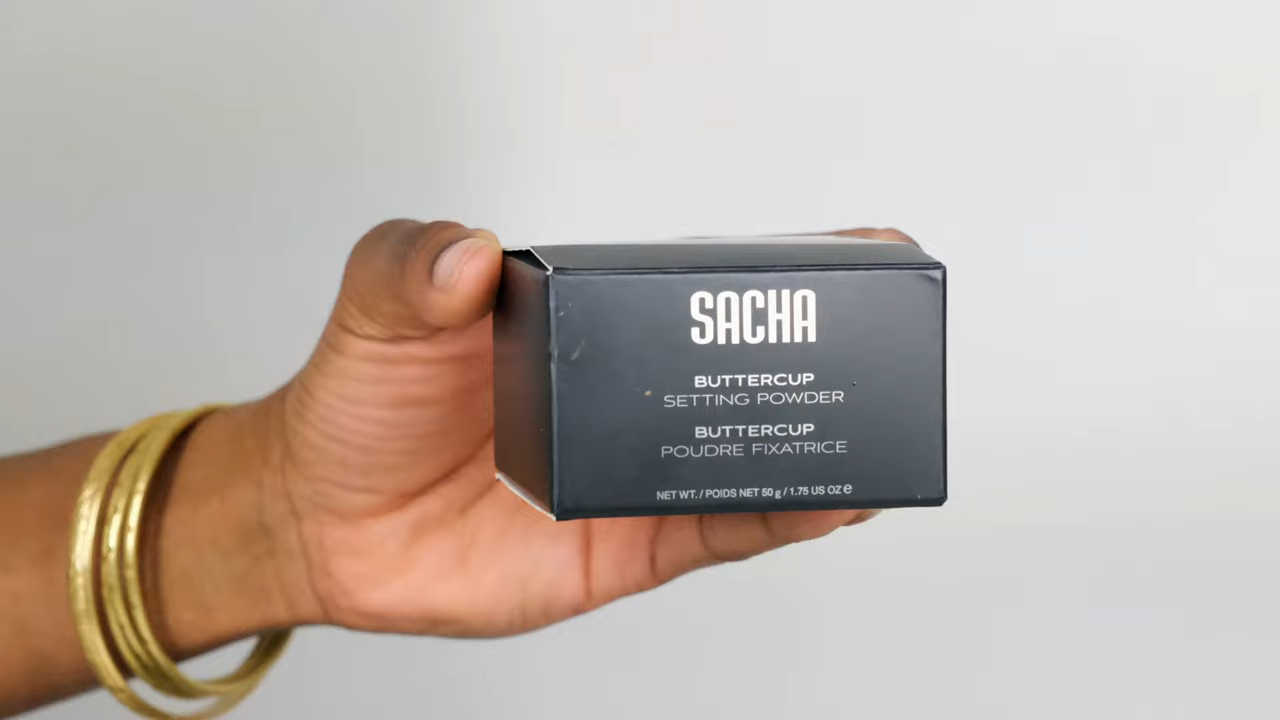 SACHA
BUTTERCUP
SETTING POWDER
BUTTERCUP
POUDRE FIXATRICE
NET WT. / POIDS NET 50 g / 1.75 US OZ ℮